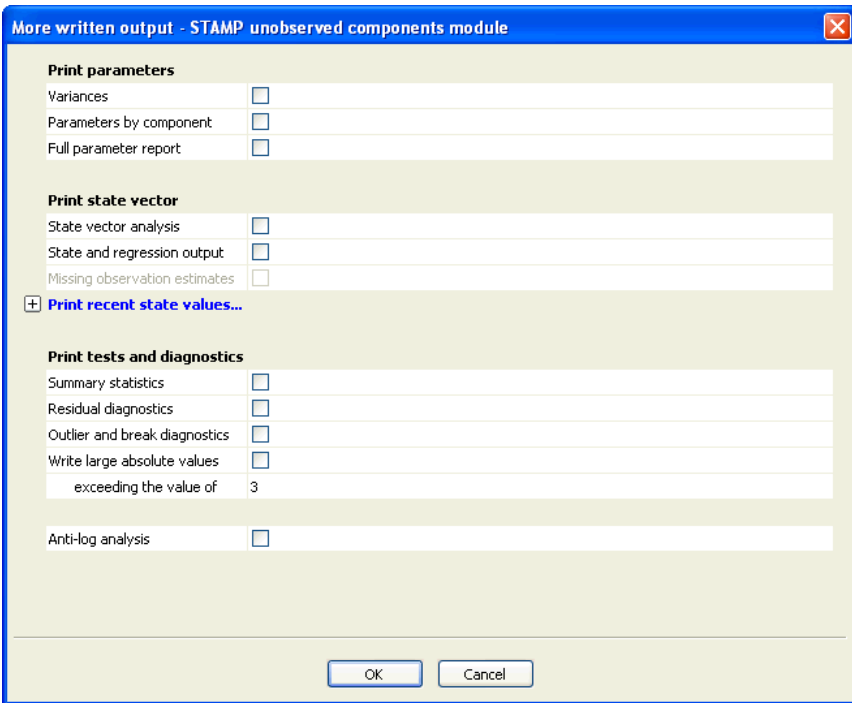 More written output - STAMP unobserved components module
Print parameters
Variances
Parameters by component
Full parameter report
Print state vector
State vector analysis
State and regression output
Missing observation estimates
Print recent state values...
Print tests and diagnostics
Summary statistics
Residual diagnostics
Outlier and break diagnostics
Write large absolute values
exceeding the value of 3
Anti-log analysis
OK Cancel